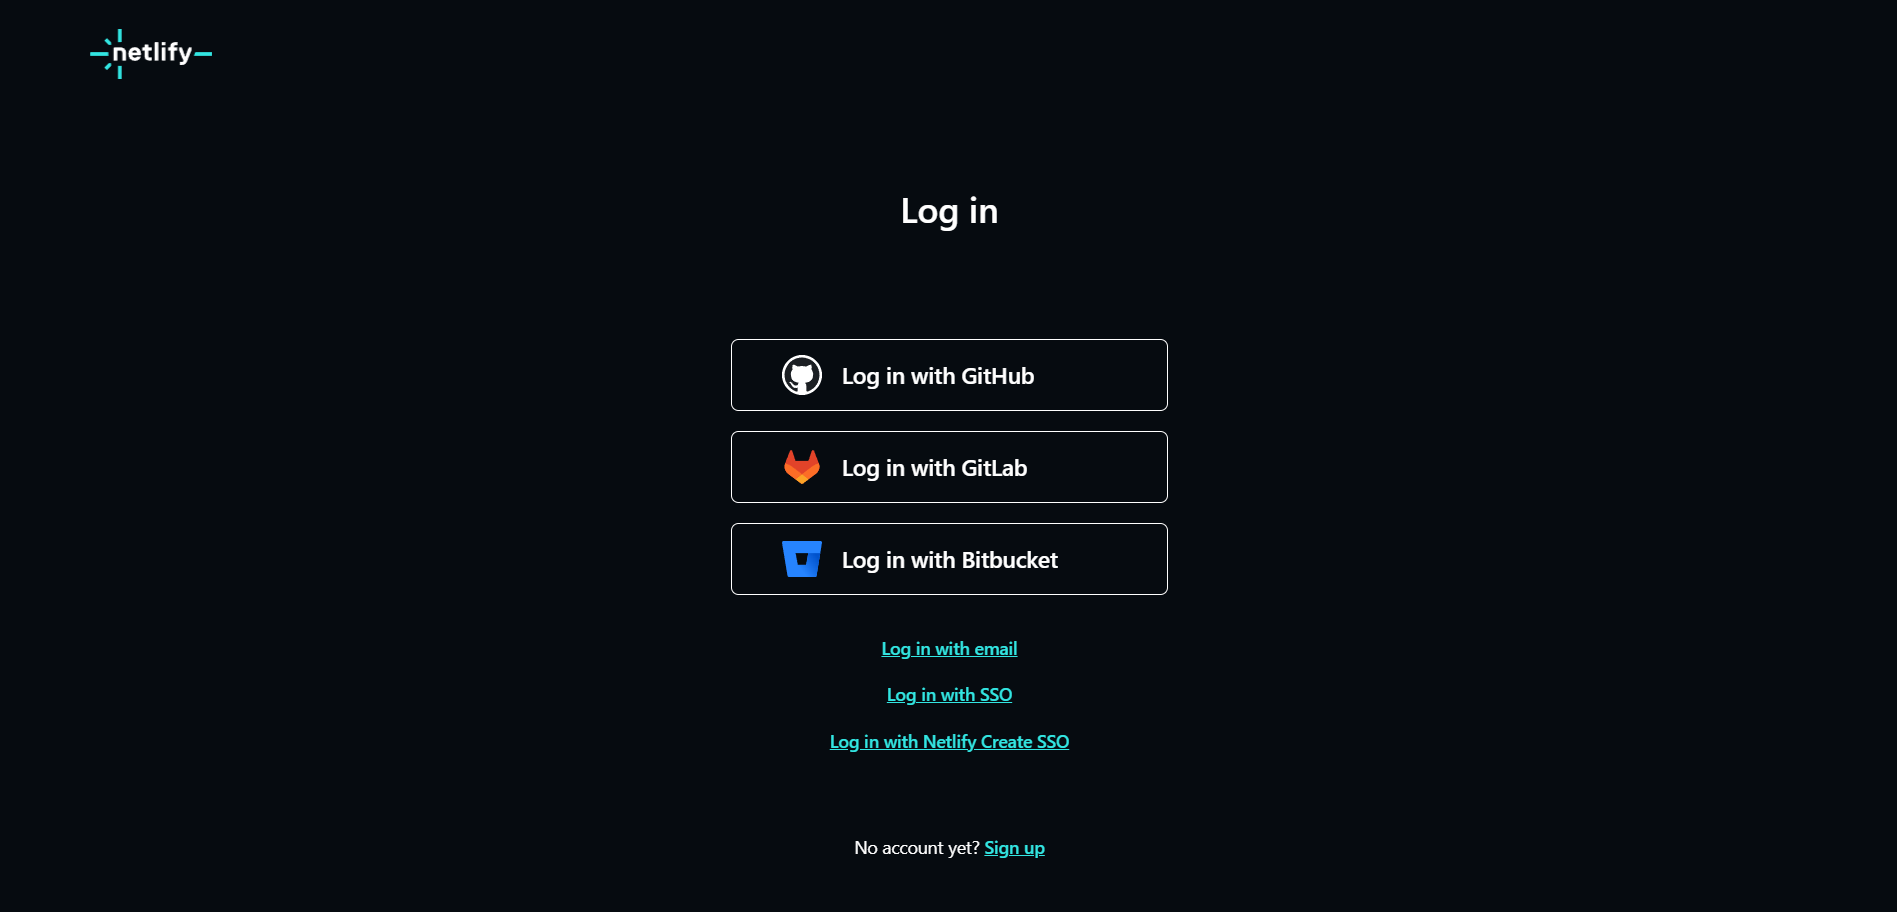 netlify
Log in
Log in with GitHub
Log in with GitLab
Log in with Bitbucket
Log in with email
Log in with SSO
Log in with Netlify Create SSO
No account yet? Sign up